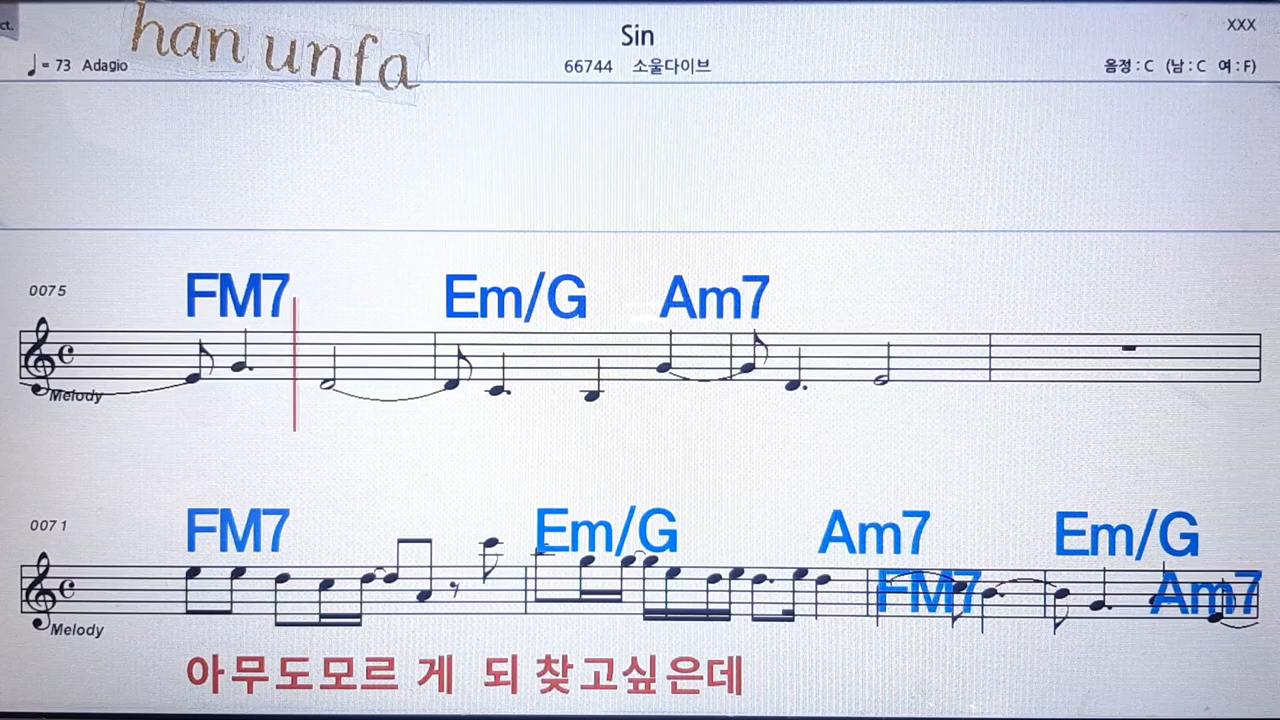 ct.
han unfa
Sin
XXX
♩= 73 Adagio
66744 소울다이브
음정 : C (남 : C 여 : F)
0075
FM7 Em/G Am7
Melody
0071
FM7 Em/G Am7 Em/G
FM7 Am7
Melody
아무도모르 게 되 찾고싶은데